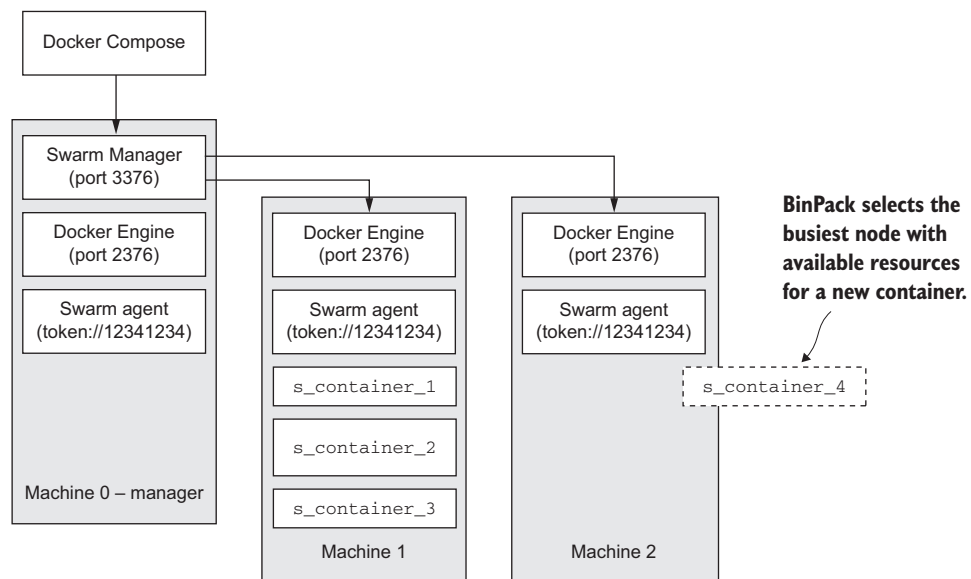 Docker Compose
Swarm Manager
(port 3376)
Docker Engine
(port 2376)
Swarm agent
(token://12341234)
Machine 0 – manager
Docker Engine
(port 2376)
Swarm agent
(token://12341234)
s_container_1
s_container_2
s_container_3
Machine 1
Docker Engine
(port 2376)
Swarm agent
(token://12341234)
Machine 2
s_container_4
BinPack selects the
busiest node with
available resources
for a new container.